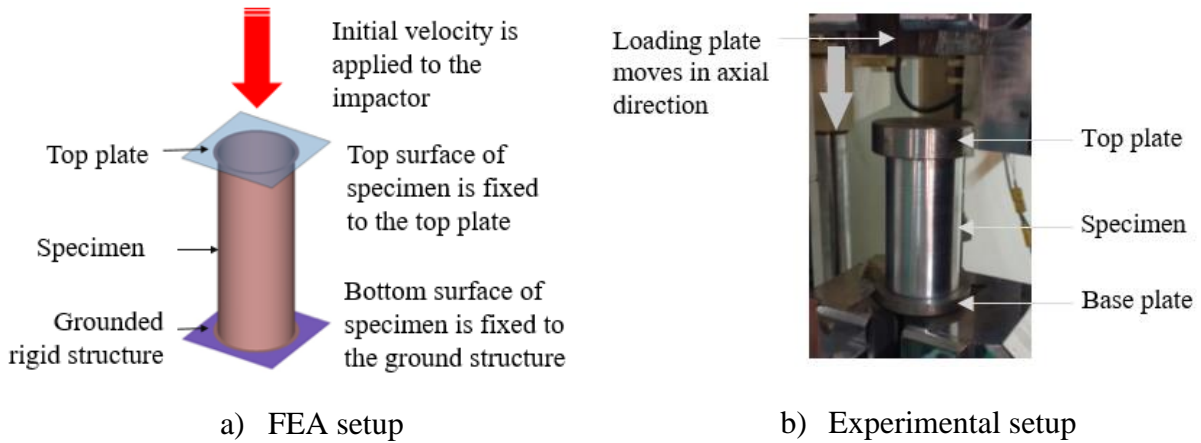 Initial velocity is
applied to the
impactor
Top plate
Top surface of
specimen is fixed
to the top plate
Specimen
Bottom surface of
specimen is fixed to
the ground structure
Grounded
rigid structure
a) FEA setup
Loading plate
moves in axial
direction
Top plate
Specimen
Base plate
b) Experimental setup